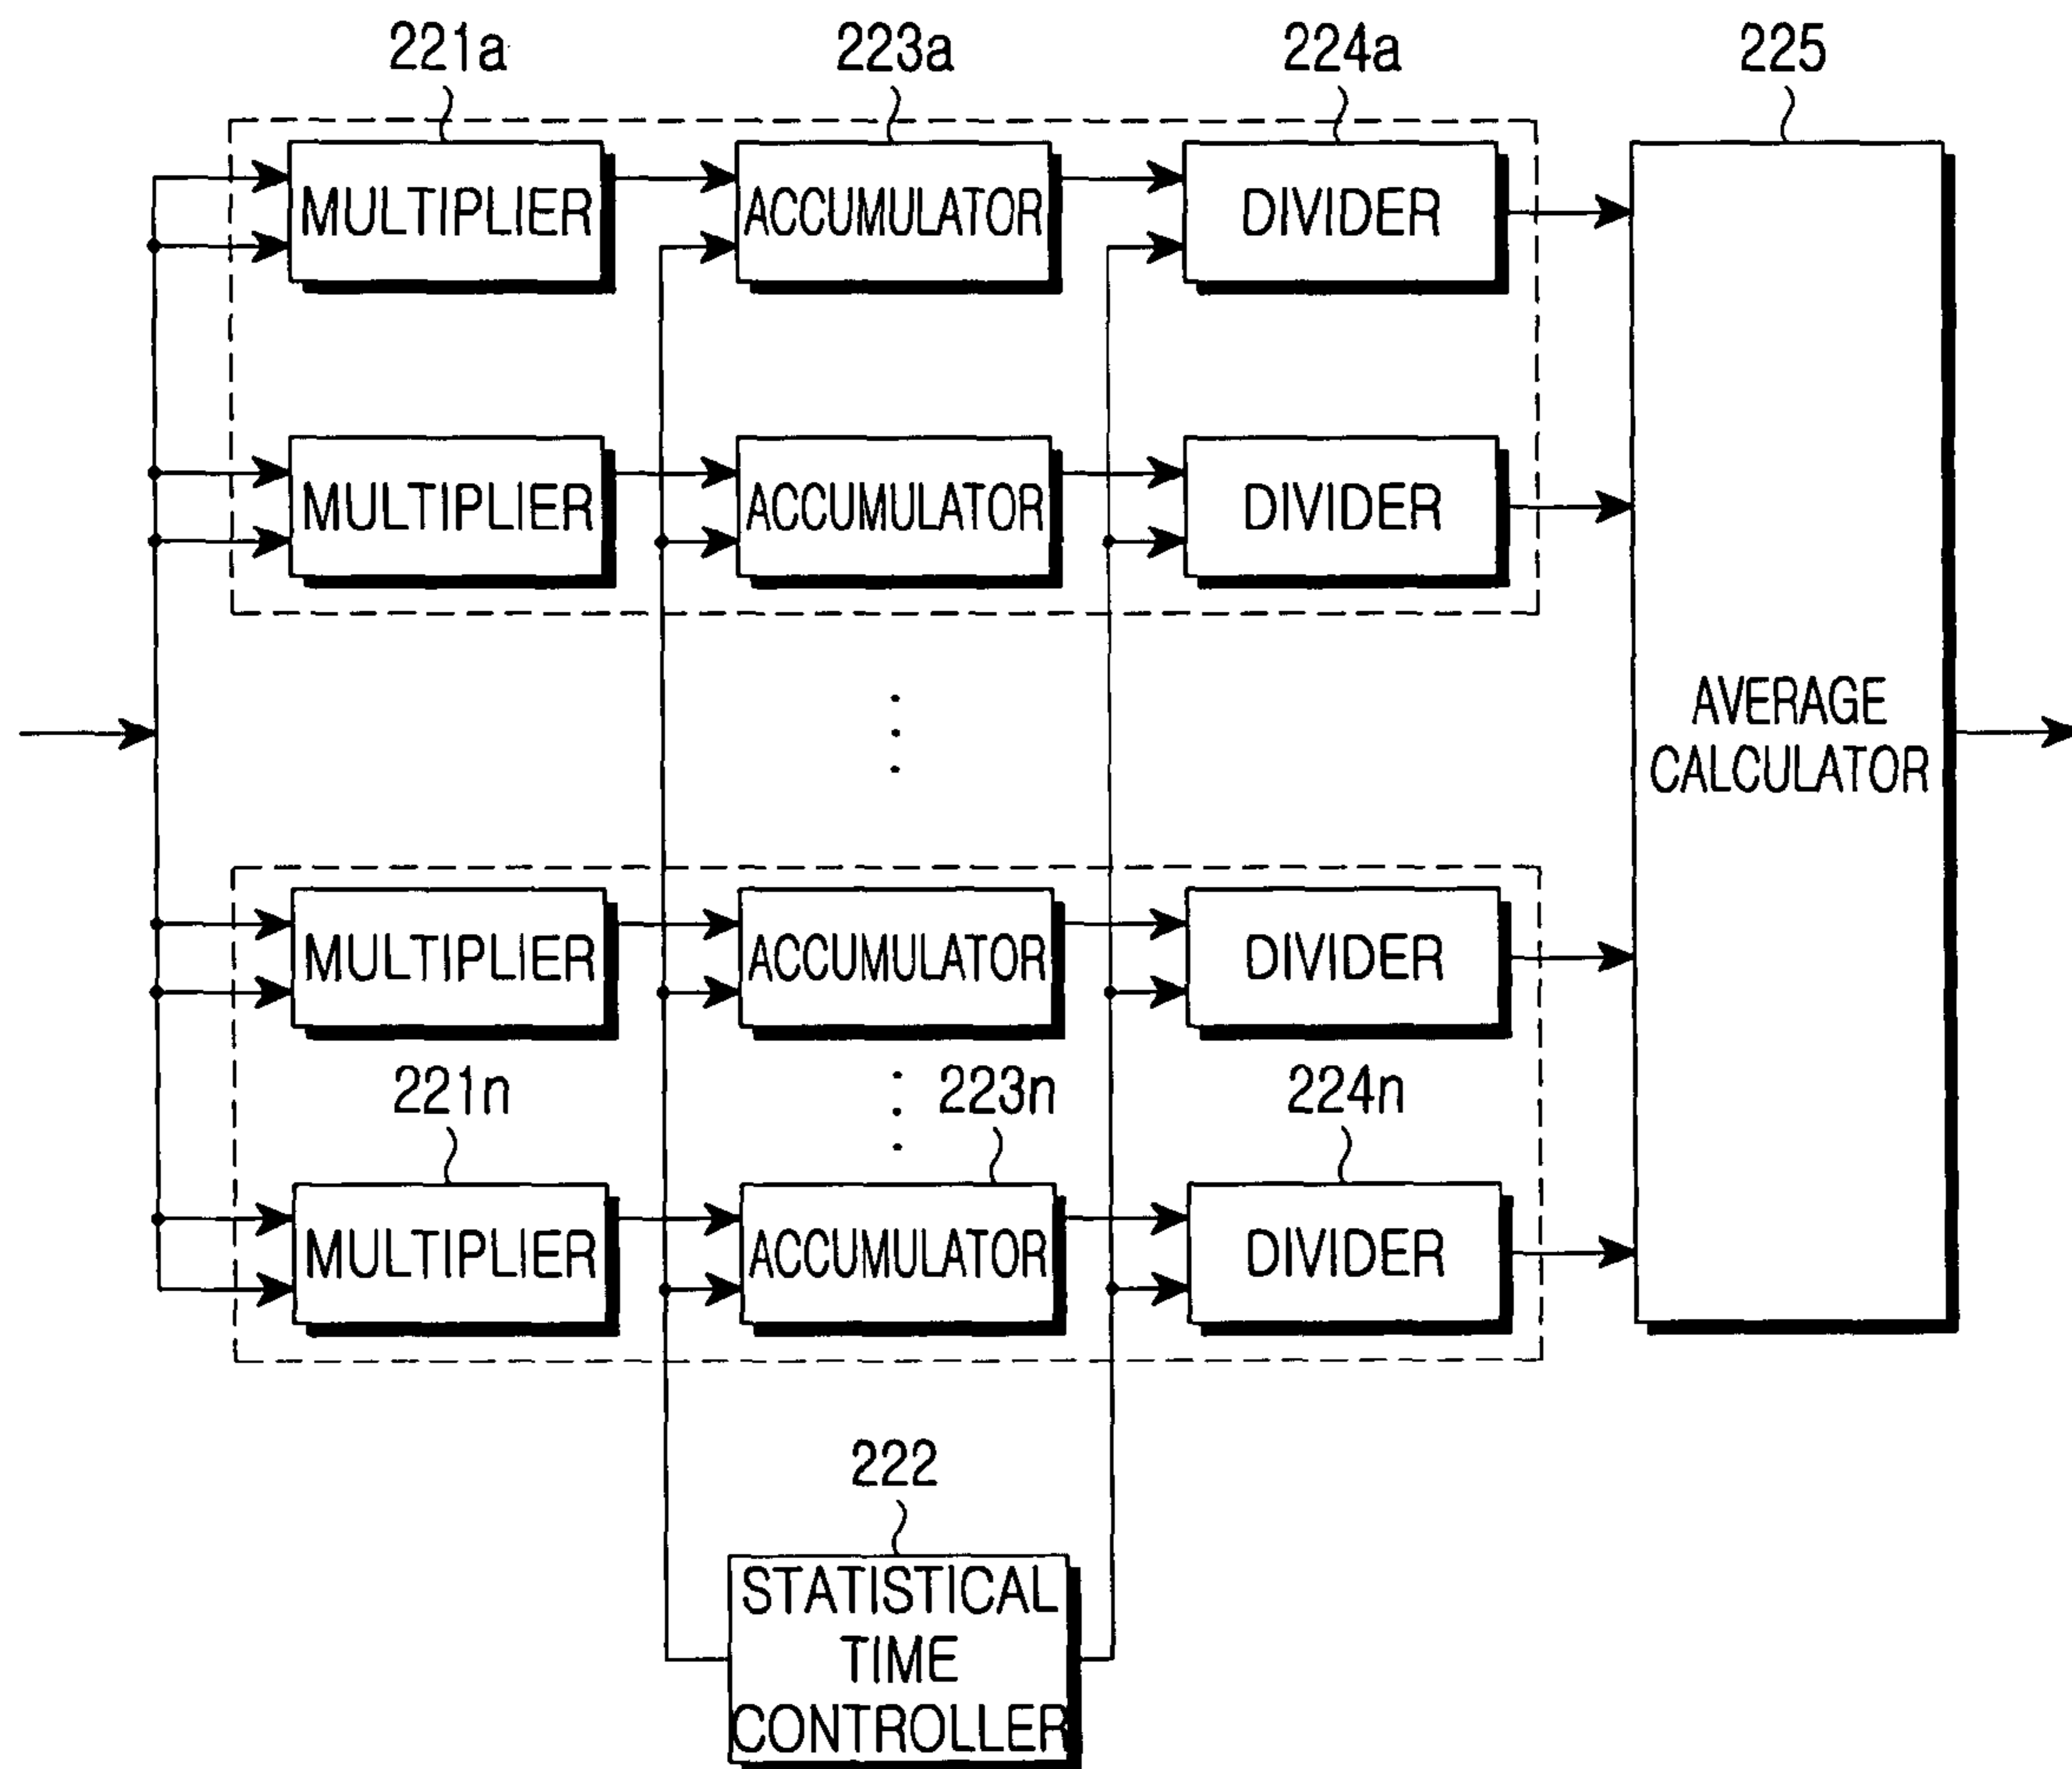 221a 223a 224a 225
MULTIPLIER ACCUMULATOR DIVIDER
MULTIPLIER ACCUMULATOR DIVIDER
AVERAGE
CALCULATOR
MULTIPLIER ACCUMULATOR DIVIDER
221n 223n 224n
MULTIPLIER ACCUMULATOR DIVIDER
222
STATISTICAL
TIME
CONTROLLER